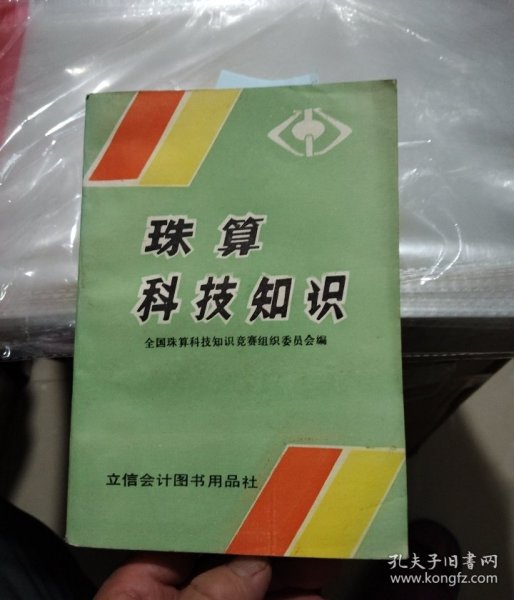 珠算
科技知识
全国珠算科技知识竞赛组织委员会编
立信会计图书用品社
孔夫子旧书网
www.kongfz.com